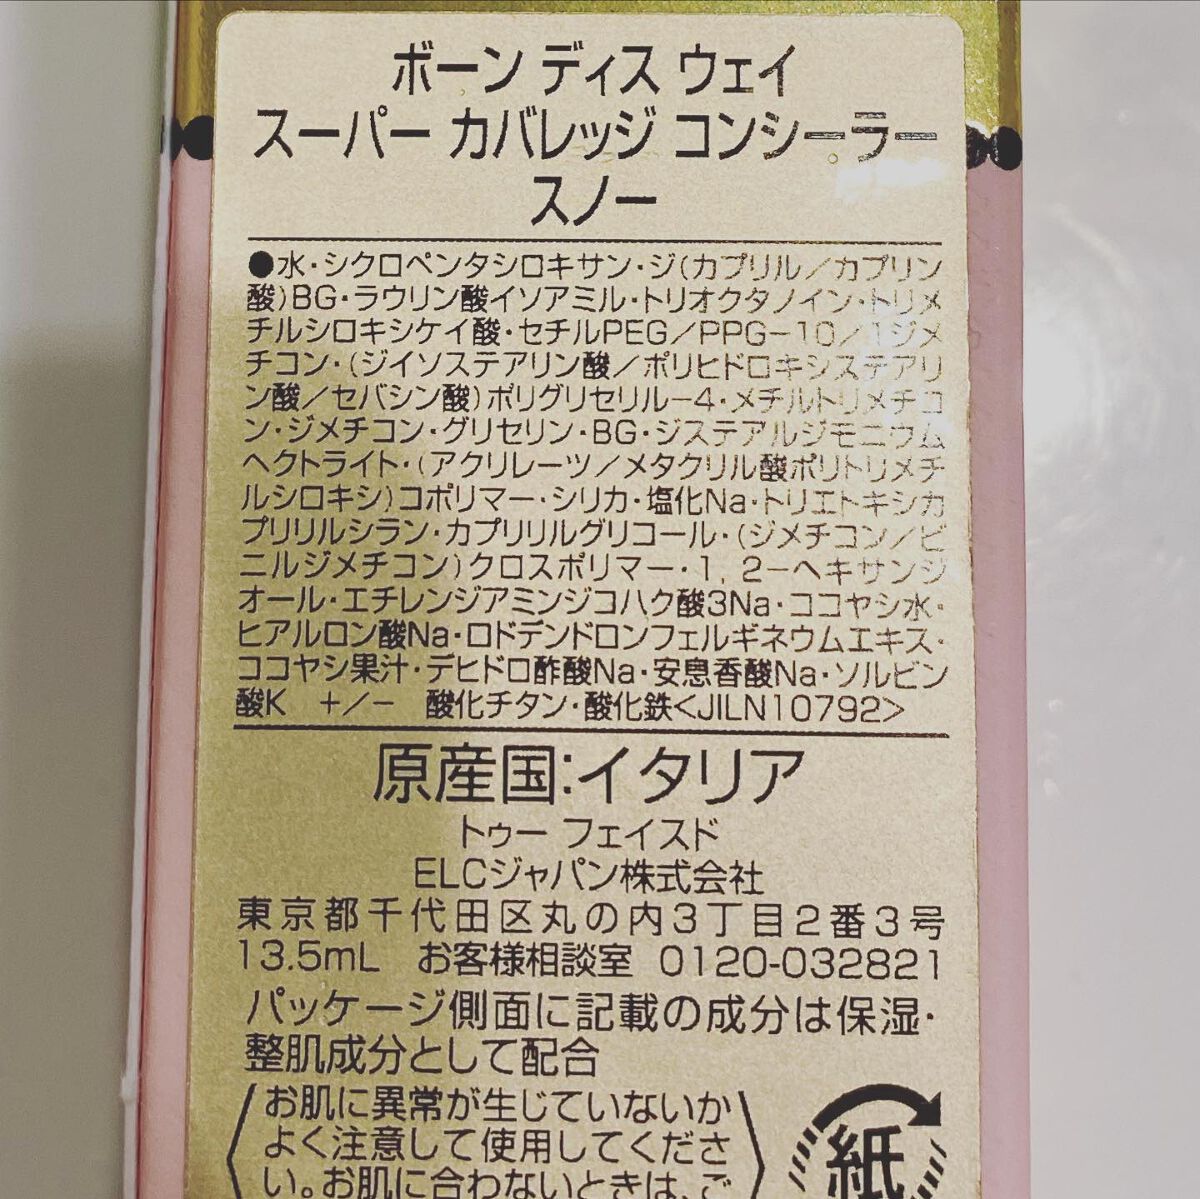 ボーン ディス ウェイ
スーパー カバレッジ コンシーラー
スノー
●水・シクロペンタシロキサン・ジ(カプリル／カプリン
酸)BG・ラウリン酸イソアミル・トリオクタノイン・トリメ
チルシロキシケイ酸・セチルPEG／PPG−10／1ジメ
チコン・(ジイソステアリン酸／ポリヒドロキシステアリ
ン酸／セバシン酸)ポリグリセリル−4・メチルトリメチコ
ン・ジメチコン・グリセリン・BG・ジステアルジモニウム
ヘクトライト・(アクリレーツ／メタクリル酸ポリトリメチ
ルシロキシ)コポリマー・シリカ・塩化Na・トリエトキシカ
プリリルシラン・カプリリルグリコール・(ジメチコン／ビ
ニルジメチコン)クロスポリマー・1，2−ヘキサンジ
オール・エチレンジアミンジコハク酸3Na・ココヤシ水・
ヒアルロン酸Na・ロドデンドロンフェルギネウムエキス・
ココヤシ果汁・デヒドロ酢酸Na・安息香酸Na・ソルビン
酸K +/− 酸化チタン・酸化鉄<JILN10792>
原産国:イタリア
トゥー フェイスド
ELCジャパン株式会社
東京都千代田区丸の内3丁目2番3号
13.5mL お客様相談室 0120-032821
パッケージ側面に記載の成分は保湿・
整肌成分として配合
お肌に異常が生じていないか
よく注意して使用してくださ
い。お肌に合わないときは、ご
紙